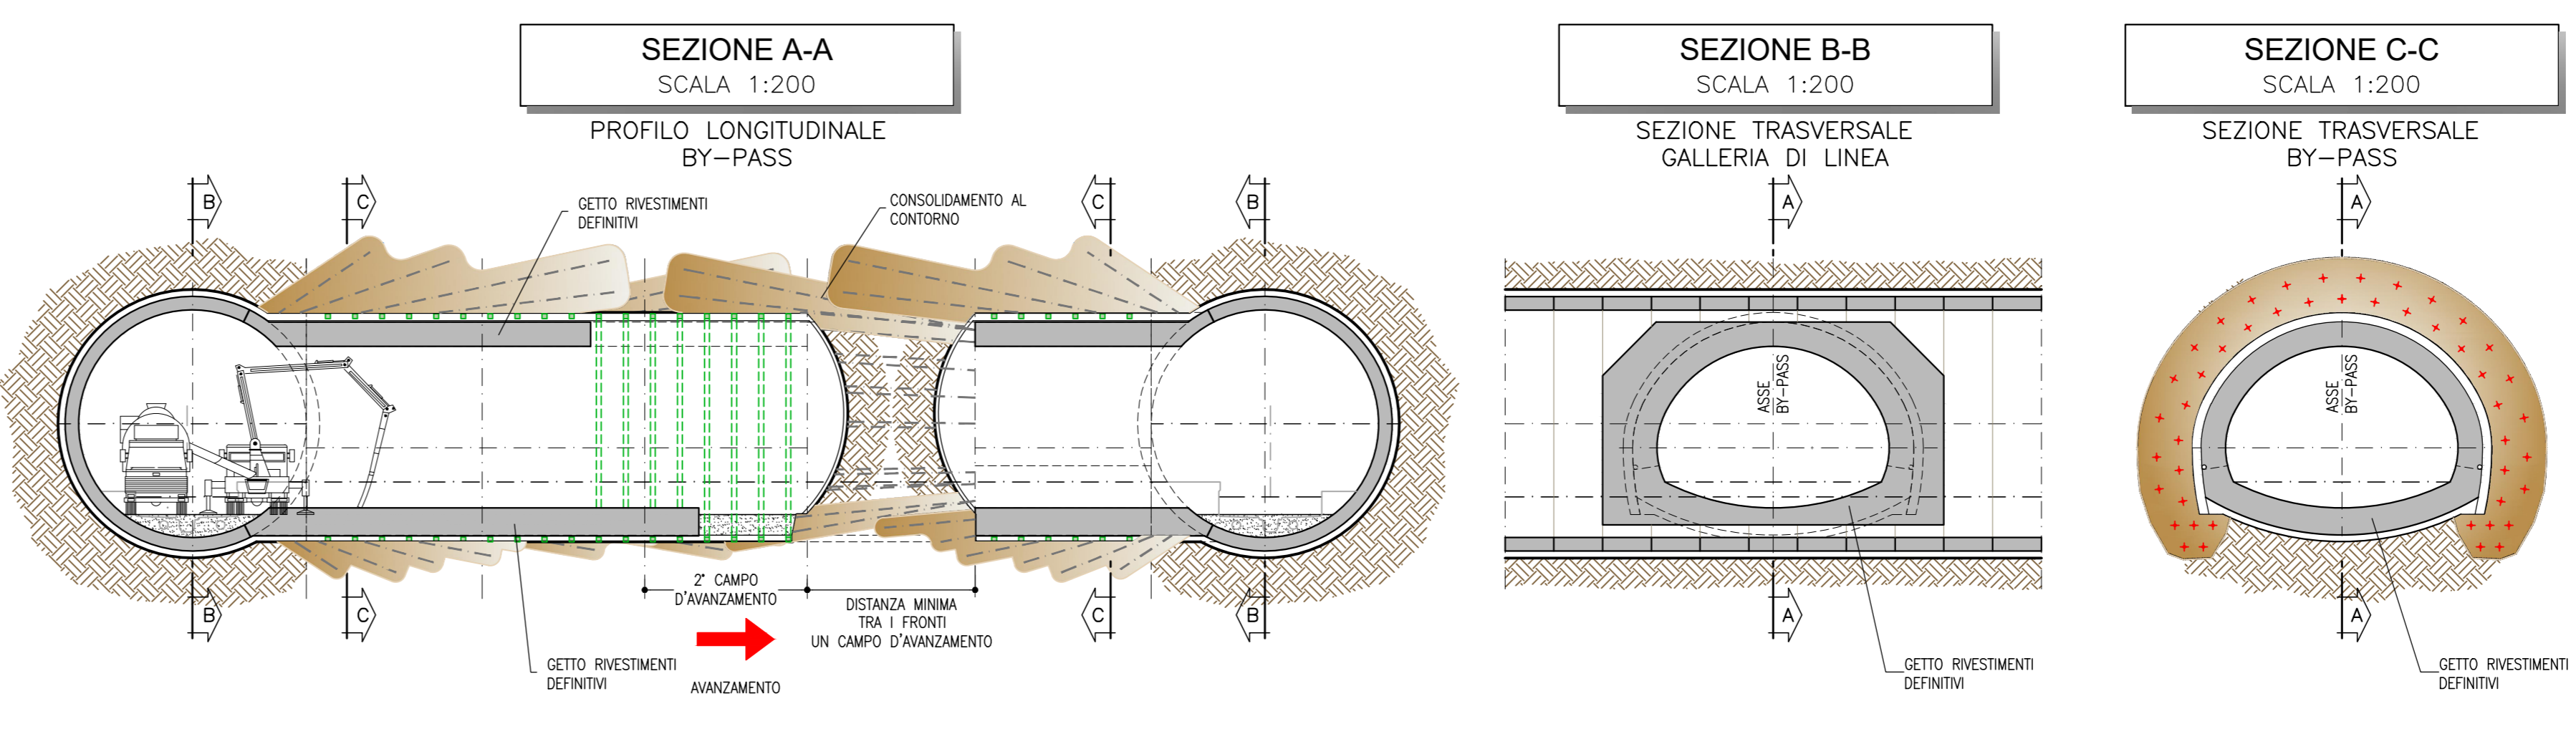 SEZIONE A-A
SCALA 1:200
PROFILO LONGITUDINALE
BY-PASS
B
C
GETTO RIVESTIMENTI
DEFINITIVI
CONSOLIDAMENTO AL
CONTORNO
C
B
2° CAMPO
D'AVANZAMENTO
DISTANZA MINIMA
TRA I FRONTI
UN CAMPO D'AVANZAMENTO
B
C
C
B
GETTO RIVESTIMENTI
DEFINITIVI
AVANZAMENTO
SEZIONE B-B
SCALA 1:200
SEZIONE TRASVERSALE
GALLERIA DI LINEA
A
ASSE
BY-PASS
A
GETTO RIVESTIMENTI
DEFINITIVI
SEZIONE C-C
SCALA 1:200
SEZIONE TRASVERSALE
BY-PASS
A
ASSE
BY-PASS
A
GETTO RIVESTIMENTI
DEFINITIVI